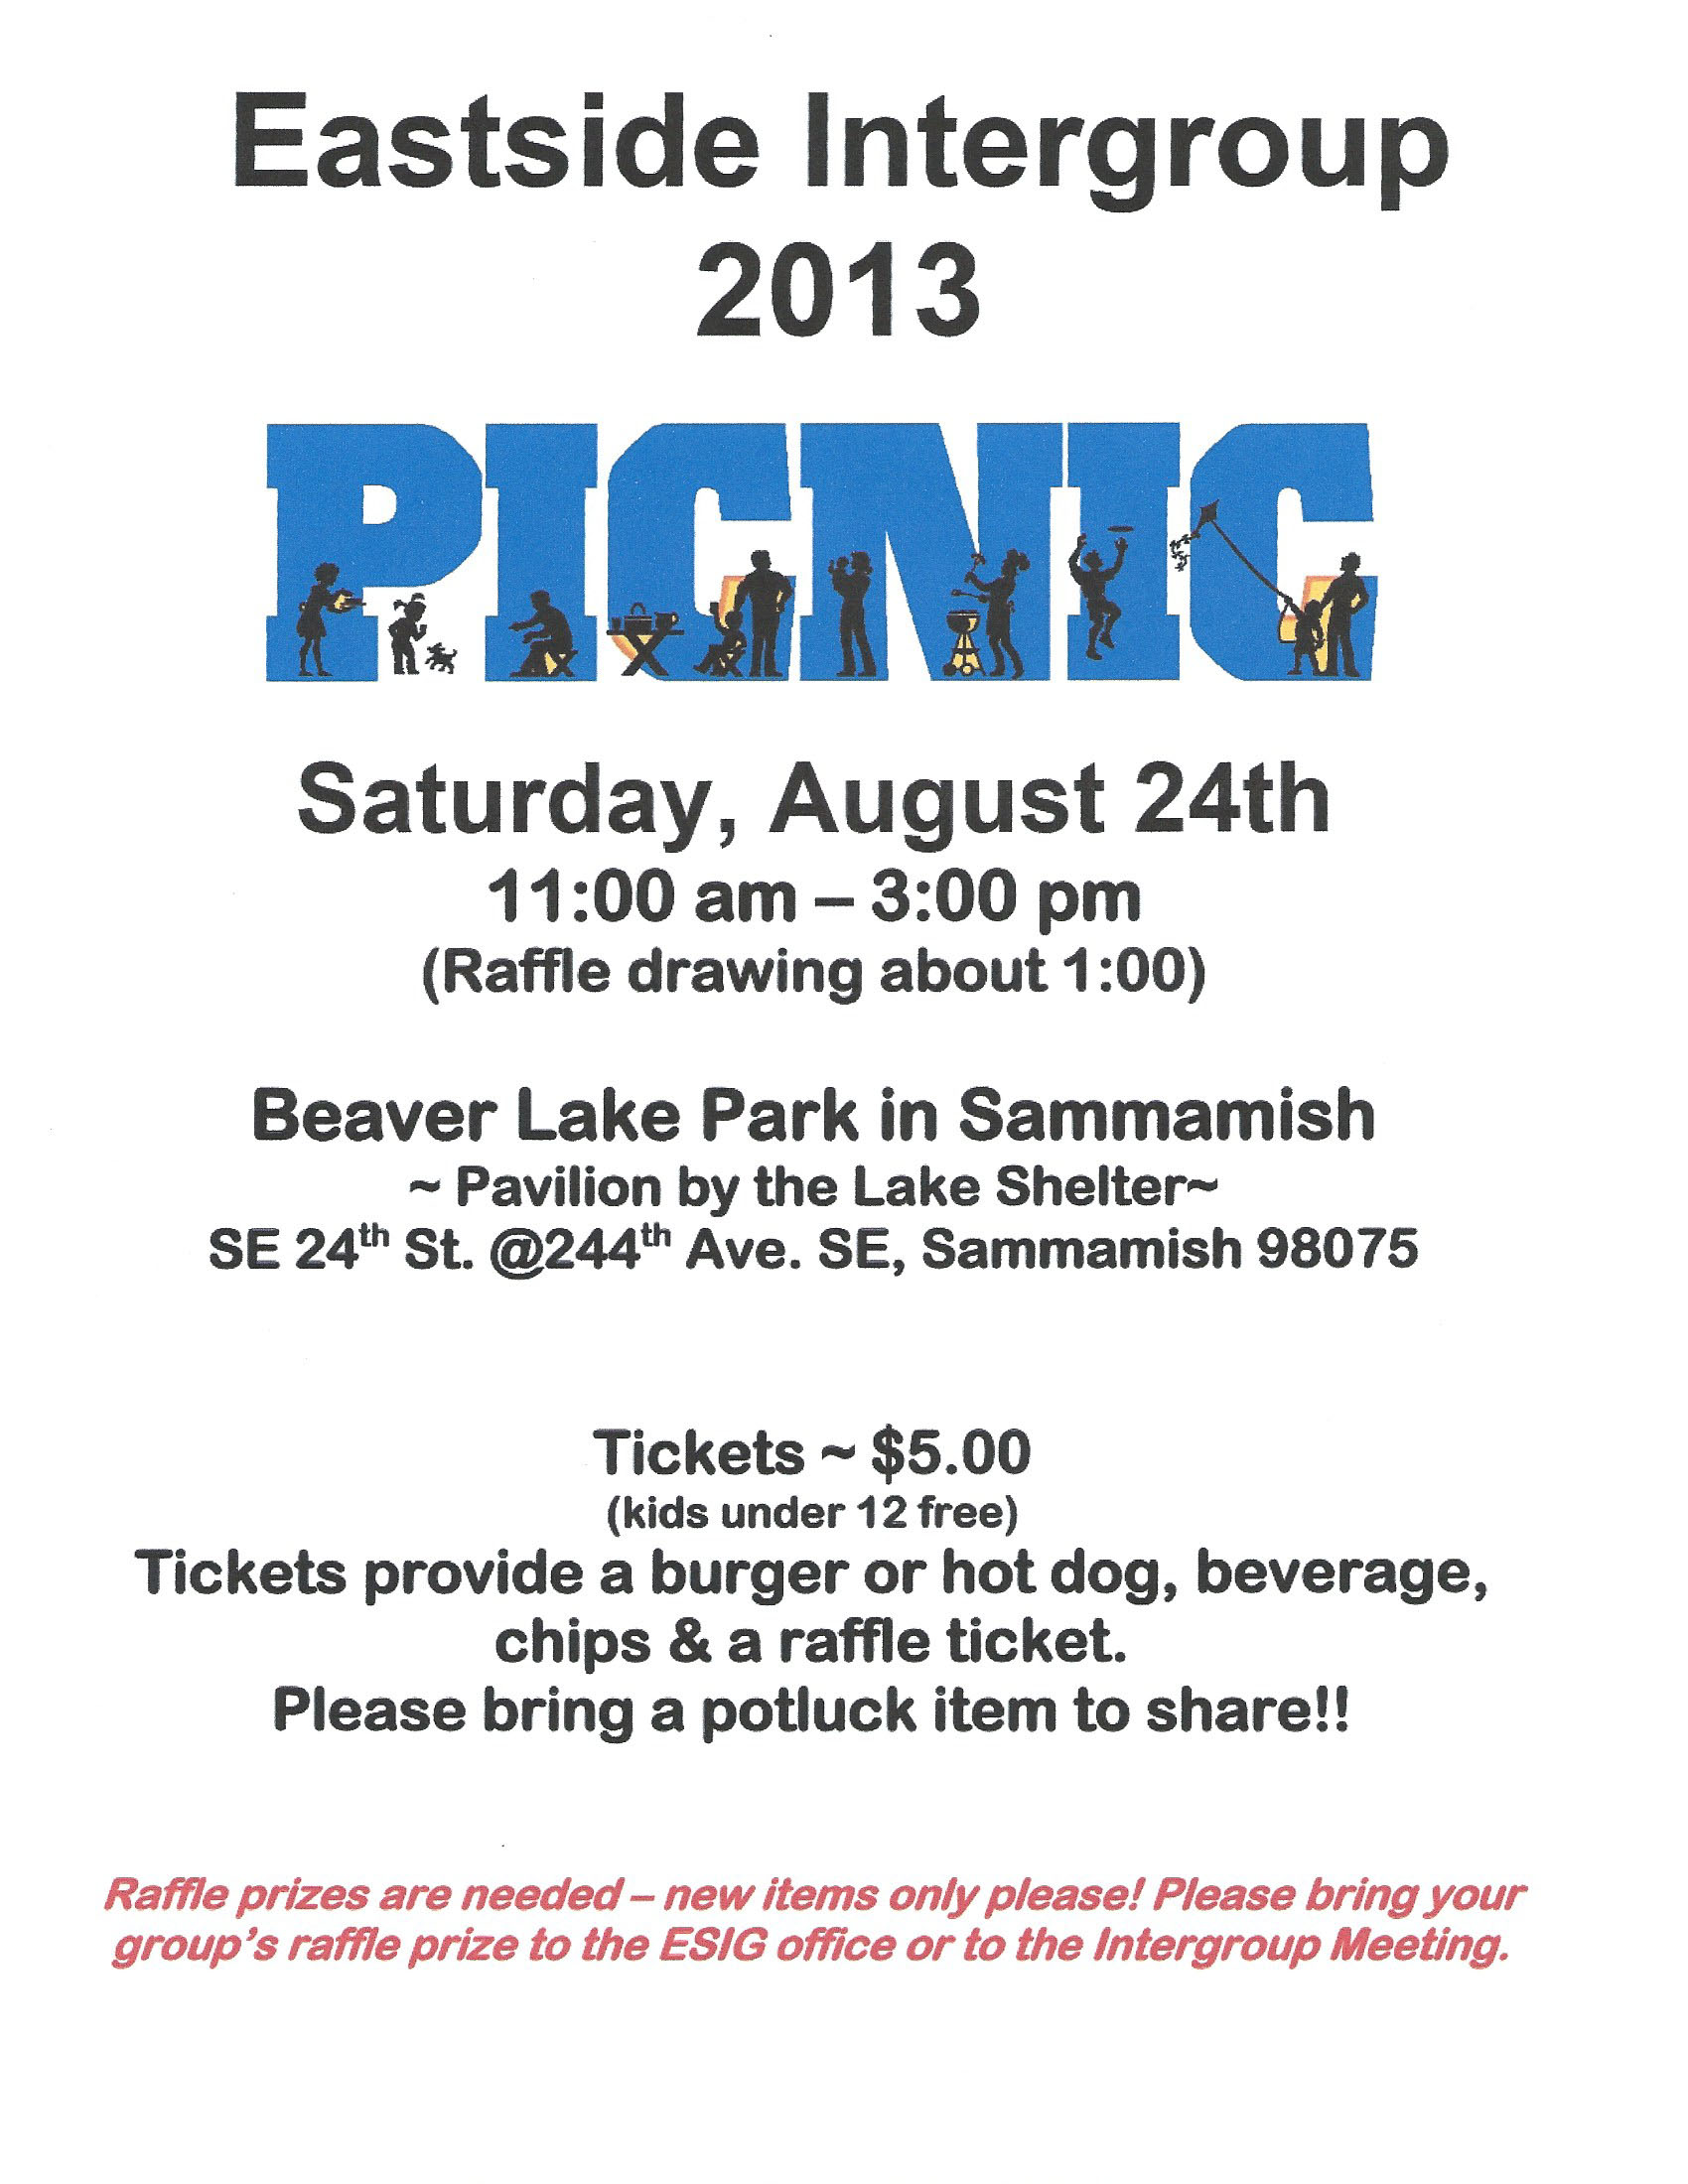 Eastside Intergroup
2013
PICNIC
Saturday, August 24th
11:00 am – 3:00 pm
(Raffle drawing about 1:00)
Beaver Lake Park in Sammamish
~ Pavilion by the Lake Shelter~
SE 24th St. @244th Ave. SE, Sammamish 98075
Tickets ~ $5.00
(kids under 12 free)
Tickets provide a burger or hot dog, beverage,
chips & a raffle ticket.
Please bring a potluck item to share!!
Raffle prizes are needed – new items only please! Please bring your
group's raffle prize to the ESIG office or to the Intergroup Meeting.